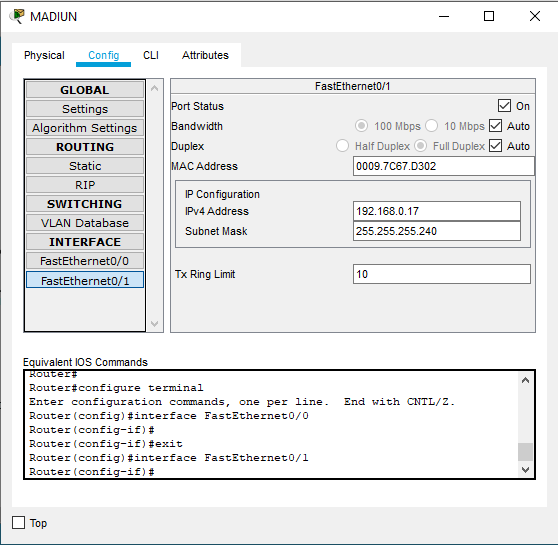 MADIUN
Physical Config CLI Attributes
GLOBAL
Settings
Algorithm Settings
ROUTING
Static
RIP
SWITCHING
VLAN Database
INTERFACE
FastEthernet0/0
FastEthernet0/1
FastEthernet0/1
Port Status On
Bandwidth 100 Mbps 10 Mbps Auto
Duplex Half Duplex Full Duplex Auto
MAC Address 0009.7C67.D302
IP Configuration
IPv4 Address 192.168.0.17
Subnet Mask 255.255.255.240
Tx Ring Limit 10
Equivalent IOS Commands
Router#
Router#configure terminal
Enter configuration commands, one per line.  End with CNTL/Z.
Router(config)#interface FastEthernet0/0
Router(config-if)#
Router(config-if)#exit
Router(config)#interface FastEthernet0/1
Router(config-if)#
Top